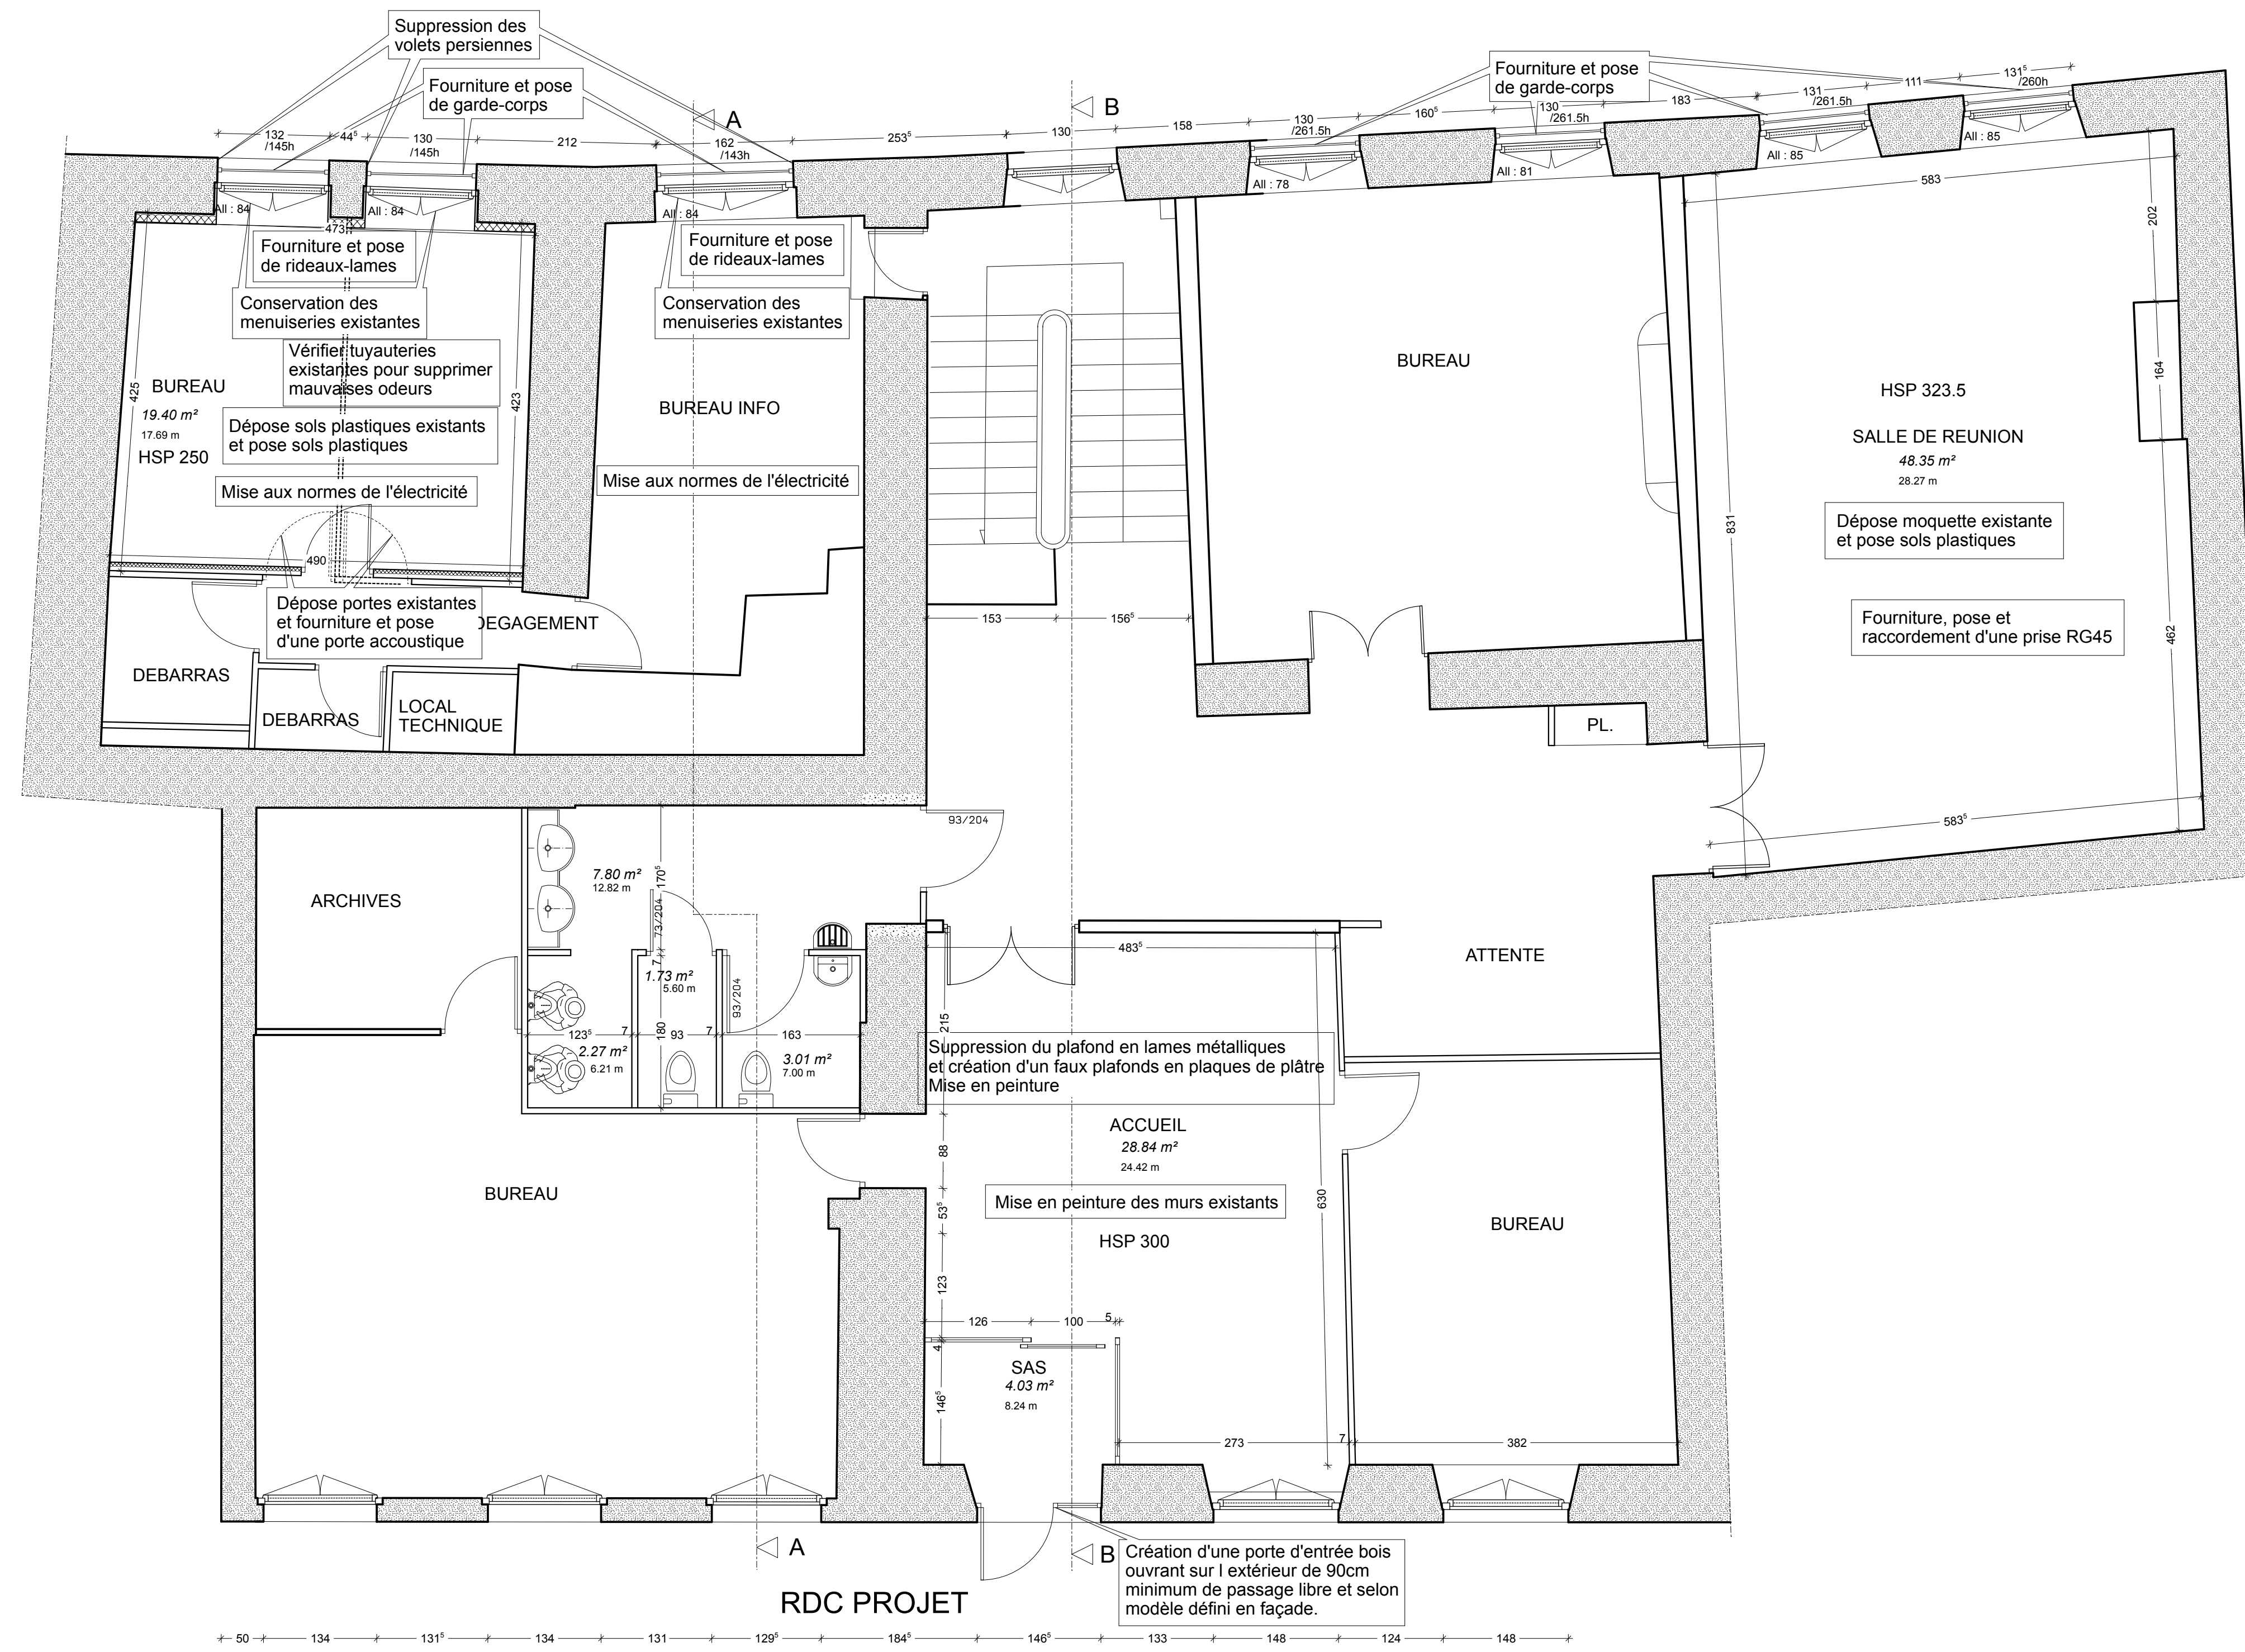 Suppression des
volets persiennes
Fourniture et pose
de garde-corps
Fourniture et pose
de garde-corps
A
B
132
/145h
44⁵
130
/145h
212
162
/143h
253⁵
130
158
130
/261.5h
160⁵
130
/261.5h
183
131
/261.5h
111
131⁵
/260h
All : 84
All : 84
All : 84
All : 78
All : 81
All : 85
All : 85
473
Fourniture et pose
de rideaux-lames
Conservation des
menuiseries existantes
Vérifier tuyauteries
existantes pour supprimer
mauvaises odeurs
BUREAU
19.40 m²
17.69 m
HSP 250
425
423
Dépose sols plastiques existants
et pose sols plastiques
Mise aux normes de l'électricité
490
Dépose portes existantes
et fourniture et pose
d'une porte accoustique
DEGAGEMENT
DEBARRAS
DEBARRAS
LOCAL
TECHNIQUE
Fourniture et pose
de rideaux-lames
Conservation des
menuiseries existantes
BUREAU INFO
Mise aux normes de l'électricité
153
156⁵
BUREAU
PL.
583
202
164
462
831
583⁵
HSP 323.5
SALLE DE REUNION
48.35 m²
28.27 m
Dépose moquette existante
et pose sols plastiques
Fourniture, pose et
raccordement d'une prise RG45
93/204
ARCHIVES
7.80 m²
12.82 m
170⁵
73/204
7
1.73 m²
5.60 m
93/204
180
123⁵
7
93
7
163
2.27 m²
6.21 m
3.01 m²
7.00 m
483⁵
ATTENTE
215
Suppression du plafond en lames métalliques
et création d'un faux plafonds en plaques de plâtre
Mise en peinture
ACCUEIL
28.84 m²
24.42 m
88
Mise en peinture des murs existants
53⁵
630
HSP 300
123
BUREAU
BUREAU
126
100
5
4
SAS
4.03 m²
8.24 m
146⁵
273
7
382
A
B
Création d'une porte d'entrée bois
ouvrant sur l extérieur de 90cm
minimum de passage libre et selon
modèle défini en façade.
RDC PROJET
50
134
131⁵
134
131
129⁵
184⁵
146⁵
133
148
124
148